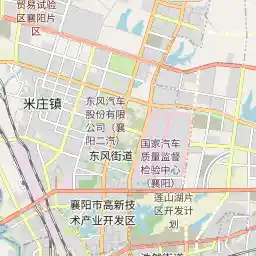 贸易试验
区襄阳片
区
米庄镇
东风汽车
股份有限
公司（襄
阳二汽）
东风街道
国家汽车
质量监督
检验中心
（襄阳）
连山湖片
区开发计
划
襄阳市高新技
术产业开发区